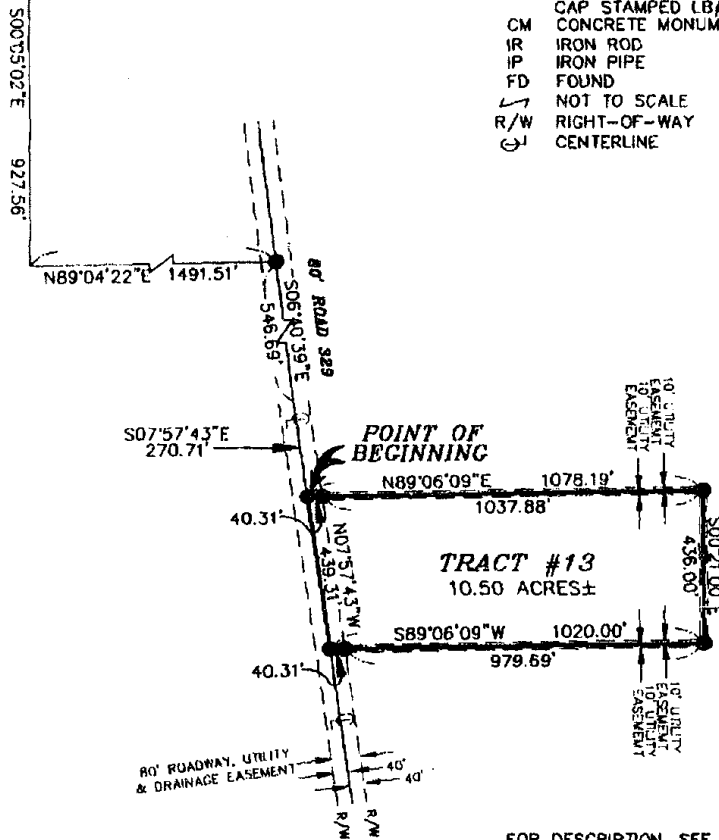 CAP STAMPED LB
CM CONCRETE MONUM
IR IRON ROD
IP IRON PIPE
FD FOUND
NOT TO SCALE
R/W RIGHT-OF-WAY
CENTERLINE
S00°05'02"E 927.56'
N89°04'22"E 1491.51'
80' ROAD 329
S06°40'39"E
546.69'
S07°57'43"E
270.71'
POINT OF
BEGINNING
10' UTILITY
EASEMENT
10' UTILITY
EASEMENT
N89°06'09"E 1078.19'
1037.88'
40.31'
N07°57'43"W
439.31'
TRACT #13
10.50 ACRES±
S00°21'00"E
436.00'
S89°06'09"W 1020.00'
979.69'
40.31'
10' UTILITY
EASEMENT
10' UTILITY
EASEMENT
80' ROADWAY, UTILITY
& DRAINAGE EASEMENT
40'
40'
R/W
R/W
FOR DESCRIPTION SEE